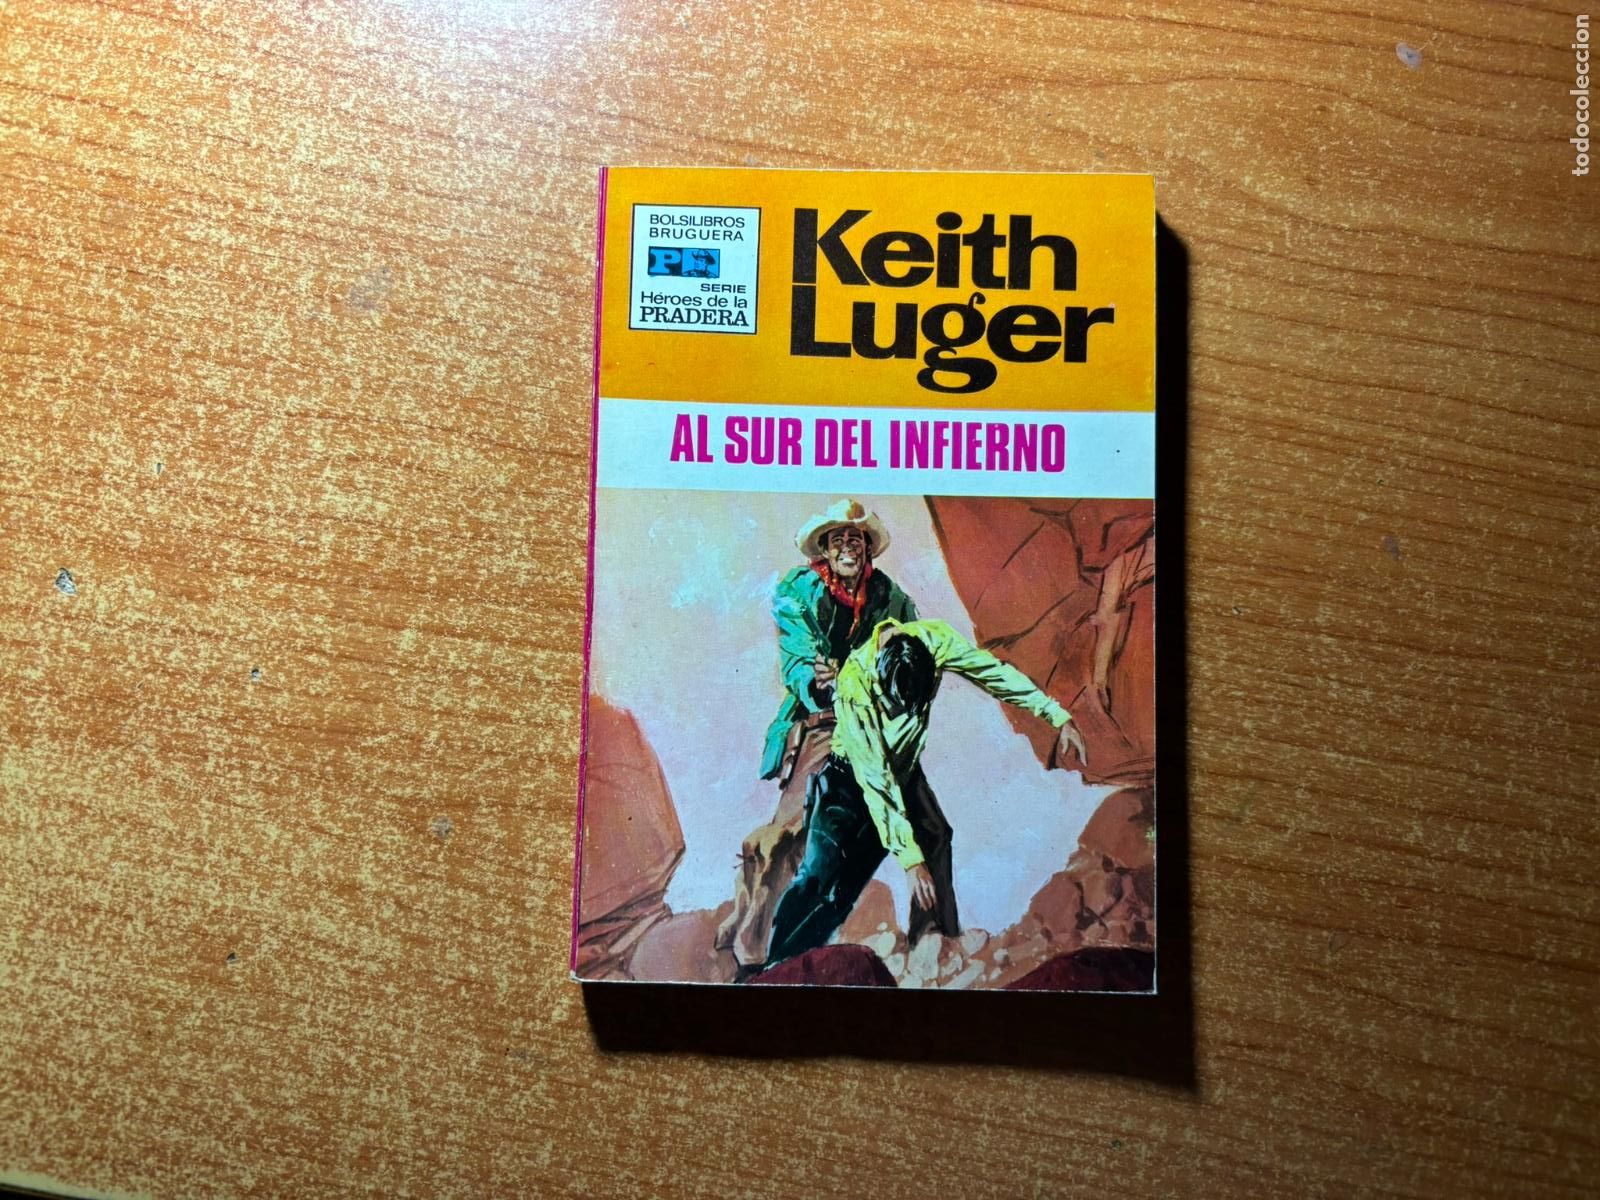 BOLSILIBROS
BRUGUERA
P
SERIE
Héroes de la
PRADERA
Keith
Luger
AL SUR DEL INFIERNO
todocoleccion